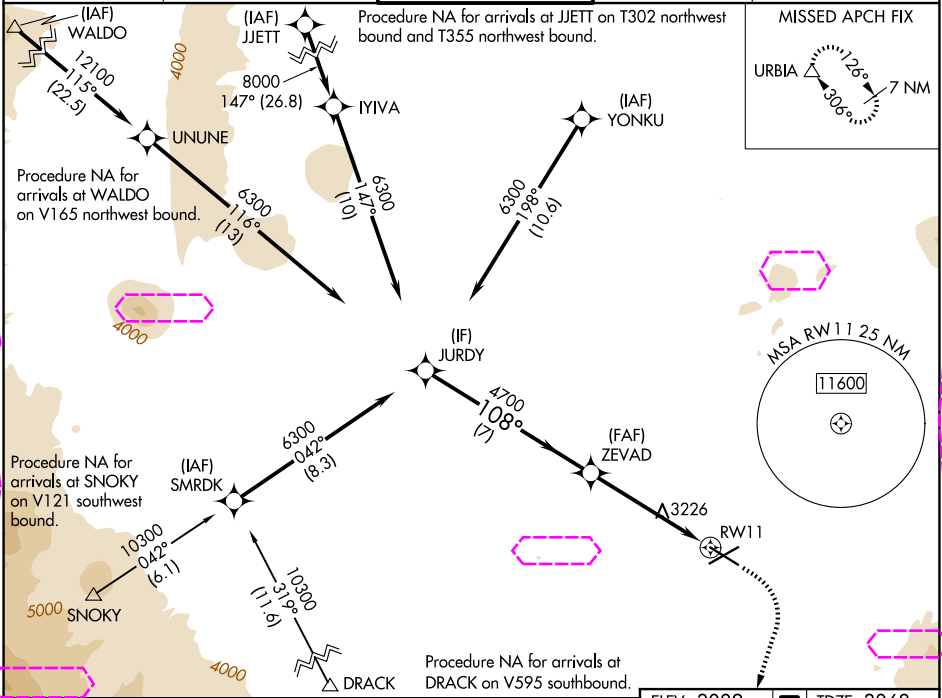 (IAF)
WALDO
12100
115°
(22.5)
4000
(IAF)
JJETT
Procedure NA for arrivals at JJETT on T302 northwest
bound and T355 northwest bound.
8000
147° (26.8)
IYIVA
MISSED APCH FIX
URBIA
126°
306°
7 NM
UNUNE
(IAF)
YONKU
Procedure NA for
arrivals at WALDO
on V165 northwest bound.
6300
116°
(13)
4000
6300
147°
(10)
6300
198°
(10.6)
4000
(IF)
JURDY
MSA RW11 25 NM
11600
4700
108°
(7)
(FAF)
ZEVAD
6300
042°
(8.3)
Procedure NA for
arrivals at SNOKY
on V121 southwest
bound.
(IAF)
SMRDK
3226
RW11
10300
042°
(6.1)
5000
SNOKY
10300
319°
(11.6)
4000
DRACK
Procedure NA for arrivals at
DRACK on V595 southbound.